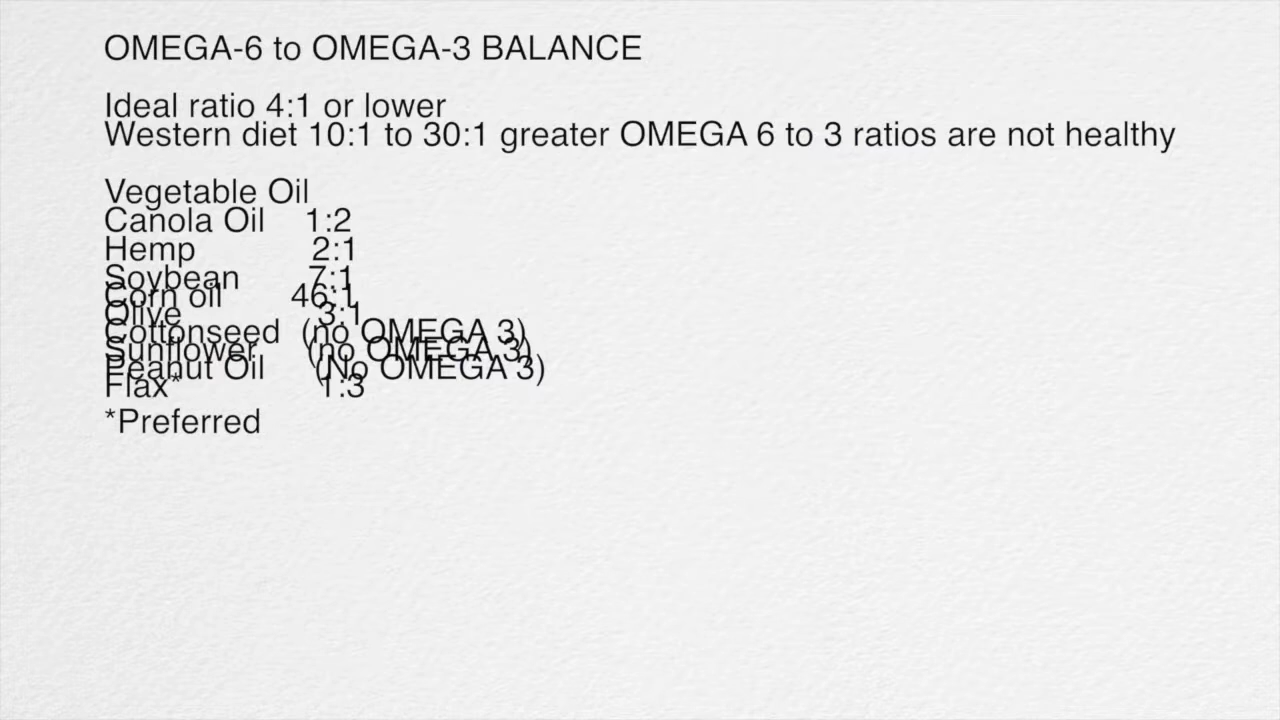 OMEGA-6 to OMEGA-3 BALANCE
Ideal ratio 4:1 or lower
Western diet 10:1 to 30:1 greater OMEGA 6 to 3 ratios are not healthy
Vegetable Oil
Canola Oil 1:2
Hemp 2:1
Soybean 7:1
Corn oil 46:1
Olive 3:1
Cottonseed (no OMEGA 3)
Sunflower (no OMEGA 3)
Peanut Oil (No OMEGA 3)
Flax* 1:3
*Preferred